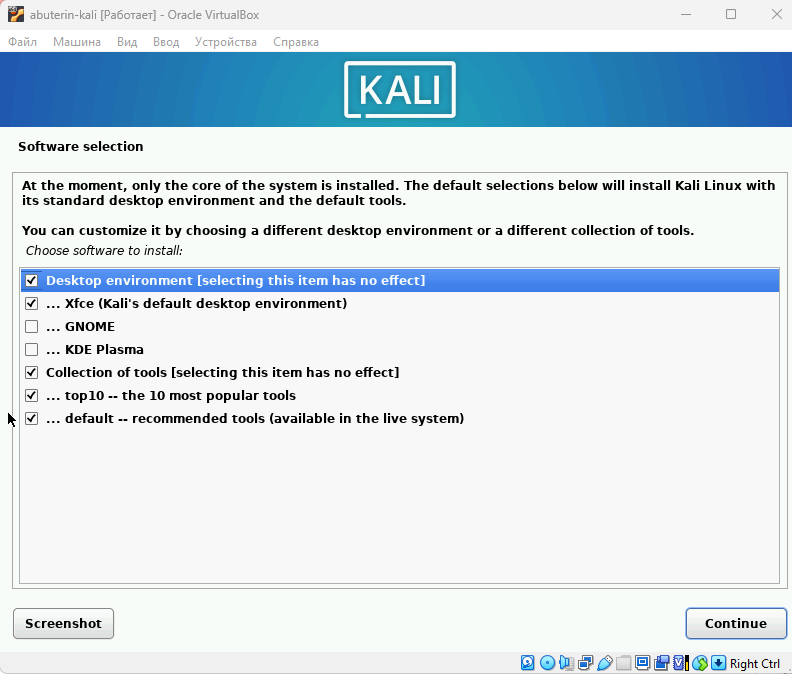 abuterin-kali [Работает] - Oracle VirtualBox
Файл Машина Вид Ввод Устройства Справка
KALI
Software selection
At the moment, only the core of the system is installed. The default selections below will install Kali Linux with
its standard desktop environment and the default tools.
You can customize it by choosing a different desktop environment or a different collection of tools.
Choose software to install:
Desktop environment [selecting this item has no effect]
... Xfce (Kali's default desktop environment)
... GNOME
... KDE Plasma
Collection of tools [selecting this item has no effect]
... top10 -- the 10 most popular tools
... default -- recommended tools (available in the live system)
Screenshot Continue
Right Ctrl